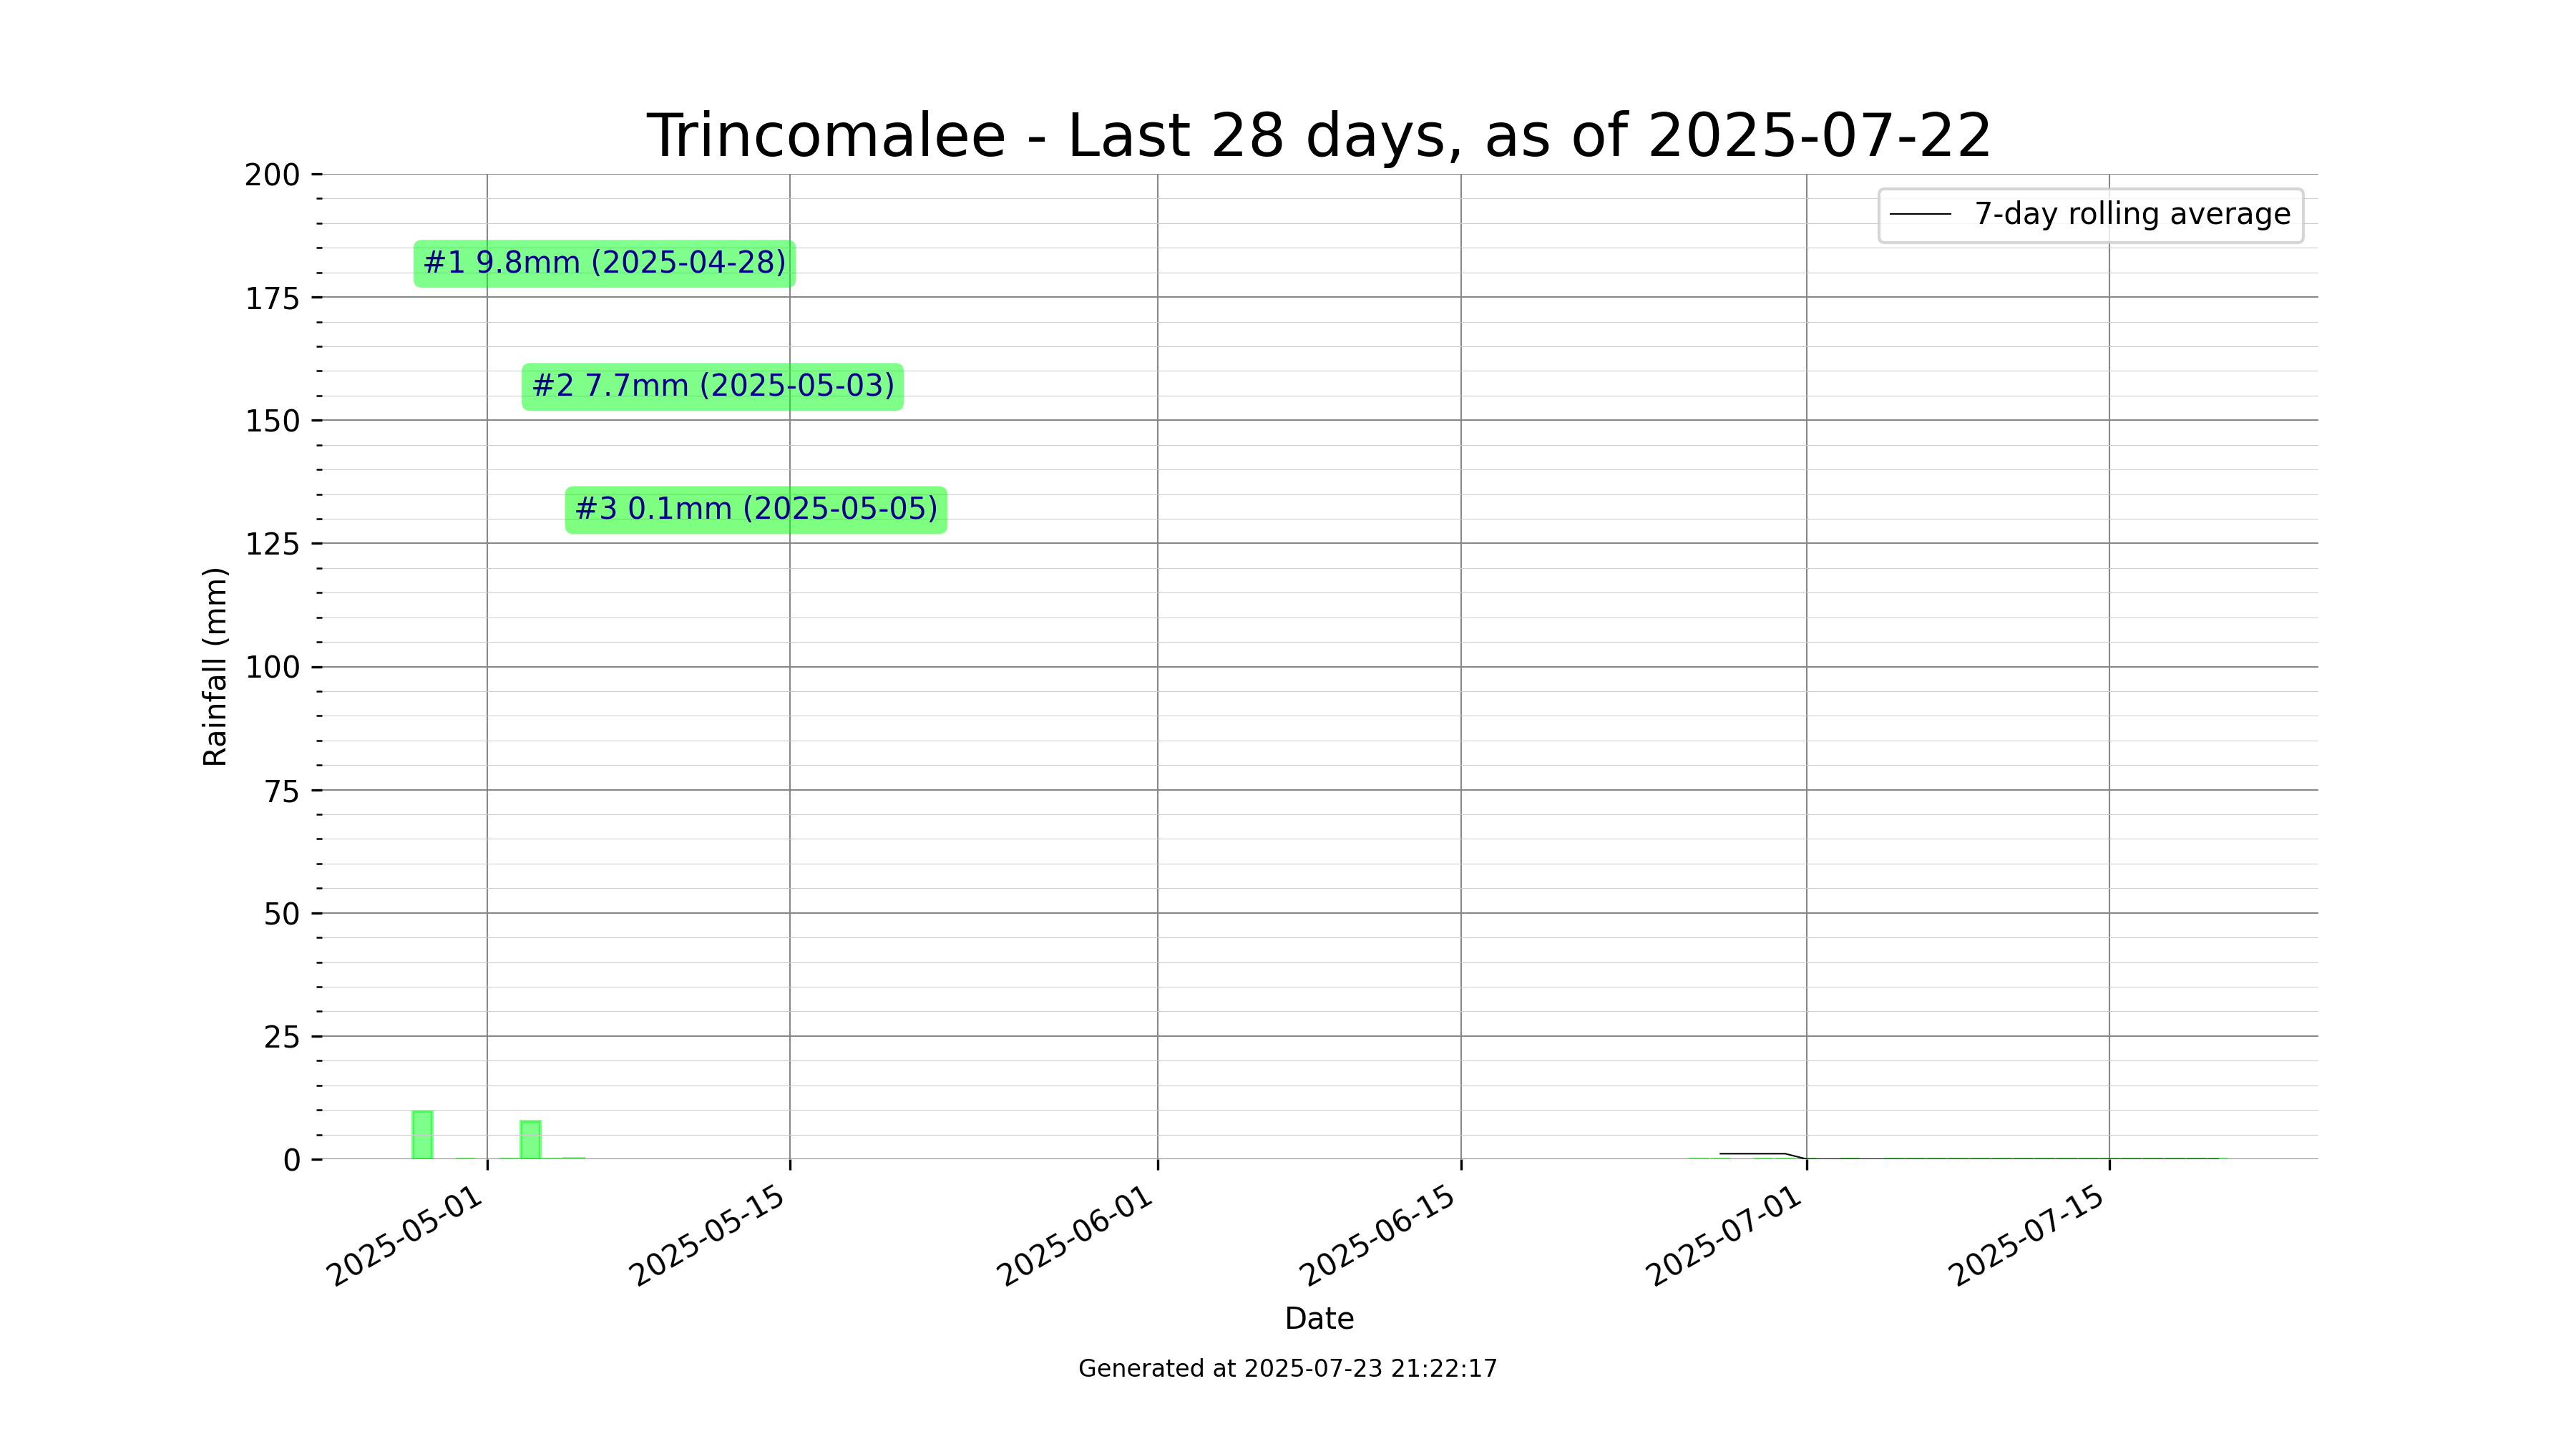 Trincomalee - Last 28 days, as of 2025-07-22
200
175
150
125
100
75
50
25
0
Rainfall (mm)
7-day rolling average
#1 9.8mm (2025-04-28)
#2 7.7mm (2025-05-03)
#3 0.1mm (2025-05-05)
2025-05-01
2025-05-15
2025-06-01
2025-06-15
2025-07-01
2025-07-15
Date
Generated at 2025-07-23 21:22:17